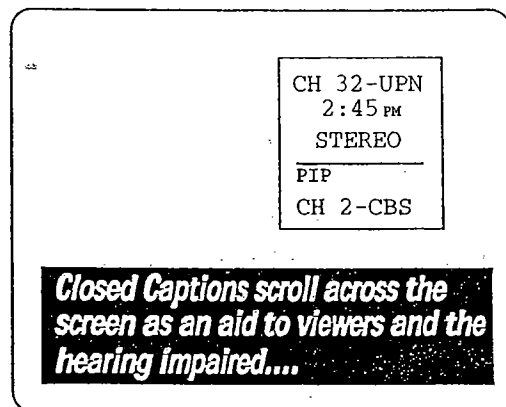 CH 32-UPN
2:45 PM
STEREO
PIP
CH 2-CBS
Closed Captions scroll across the
screen as an aid to viewers and the
hearing impaired....